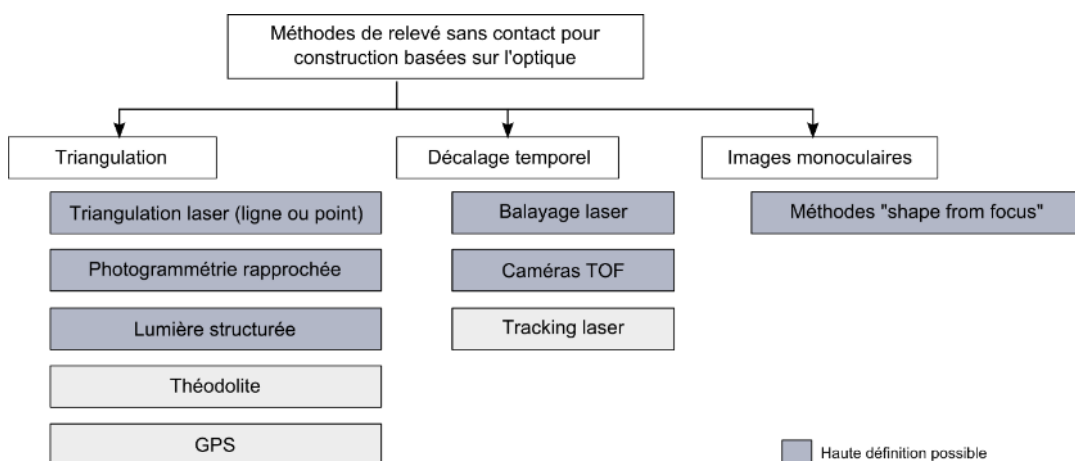 Méthodes de relevé sans contact pour
construction basées sur l'optique
Triangulation
Décalage temporel
Images monoculaires
Triangulation laser (ligne ou point)
Balayage laser
Méthodes "shape from focus"
Photogrammétrie rapprochée
Caméras TOF
Lumière structurée
Tracking laser
Théodolite
GPS
Haute définition possible